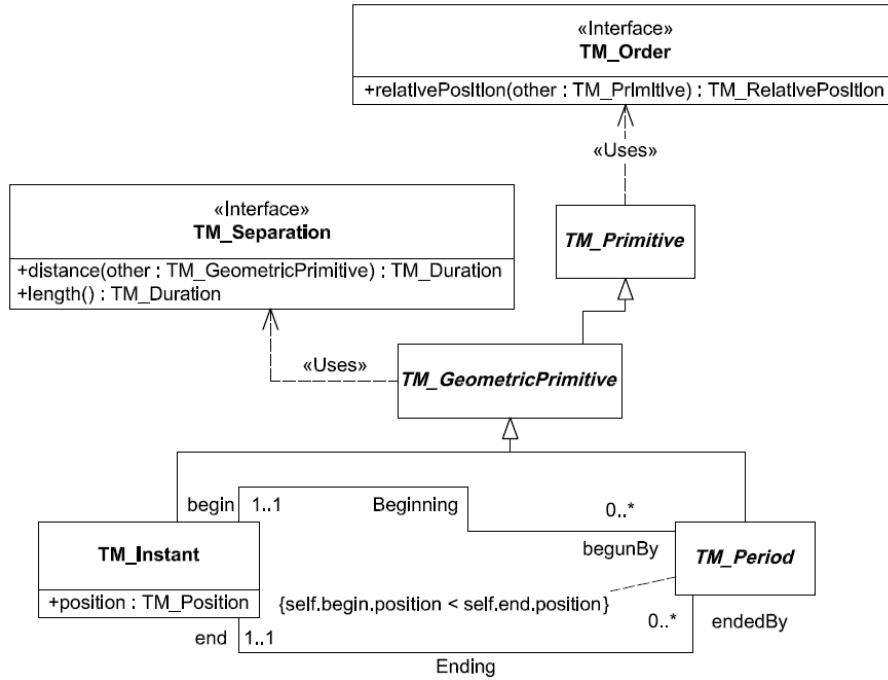 «Interface»
TM_Order
+relativePosition(other : TM_Primitive) : TM_RelativePosition
«Uses»
«Interface»
TM_Separation
+distance(other : TM_GeometricPrimitive) : TM_Duration
+length() : TM_Duration
TM_Primitive
«Uses»
TM_GeometricPrimitive
begin
1..1
Beginning
0..*
TM_Instant
+position : TM_Position
begunBy
TM_Period
{self.begin.position < self.end.position}
end
1..1
0..*
endedBy
Ending